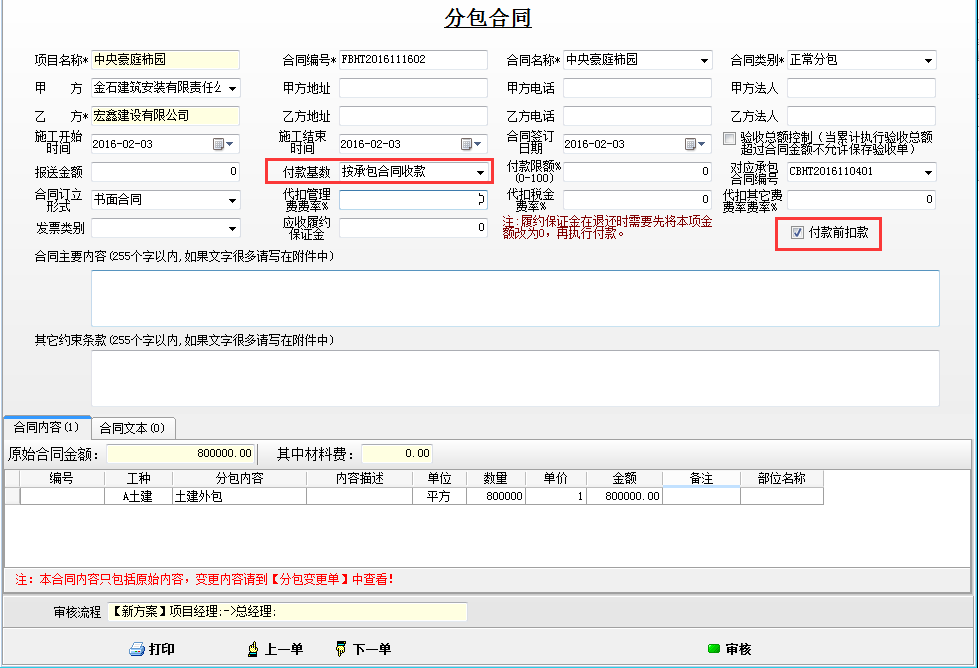 分包合同
项目名称* 中央豪庭柿园 合同编号* FBHT2016111602 合同名称* 中央豪庭柿园 合同类别* 正常分包
甲 方 金石建筑安装有限责任 甲方地址 甲方电话 甲方法人
乙 方* 宏鑫建设有限公司 乙方地址 乙方电话 乙方法人
施工开始时间 2016-02-03 施工结束时间 2016-02-03 合同签订日期 2016-02-03 验收总额控制(当累计执行验收总额超过合同金额不允许保存验收单)
报送金额 0 付款基数 按承包合同收款 付款限额%(0-100) 0 对应承包合同编号 CBHT2016110401
合同订立形式 书面合同 代扣管理费费率% 代扣税金费率% 0 代扣其它费费率费率% 0
发票类别 应收履约保证金 0 注:履约保证金在退还时需要先将本项金额改为0，再执行付款。 付款前扣款
合同主要内容(255个字以内,如果文字很多请写在附件中)
其它约束条款(255个字以内,如果文字很多请写在附件中)
合同内容(1) 合同文本(0)
原始合同金额： 800000.00 其中材料费： 0.00
编号 工种 分包内容 内容描述 单位 数量 单价 金额 备注 部位名称
A土建 土建外包 平方 800000 1 800000.00
注：本合同内容只包括原始内容，变更内容请到【分包变更单】中查看！
审核流程 【新方案】项目经理:->总经理:
打印 上一单 下一单 审核